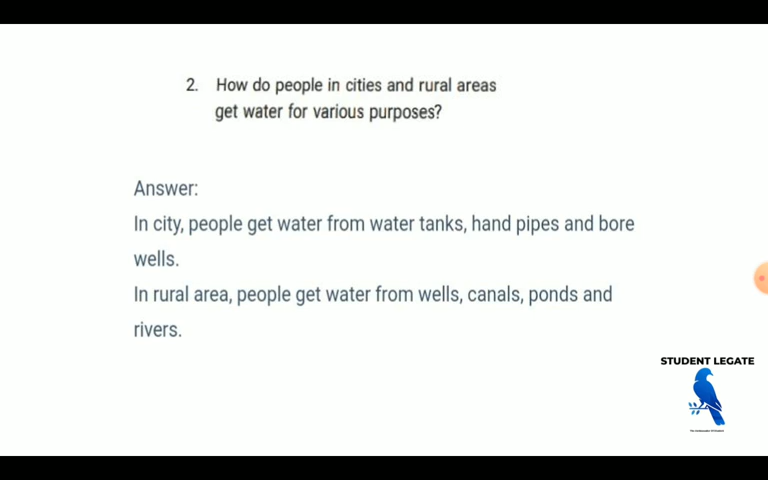 2. How do people in cities and rural areas
get water for various purposes?
Answer:
In city, people get water from water tanks, hand pipes and bore
wells.
In rural area, people get water from wells, canals, ponds and
rivers.
STUDENT LEGATE